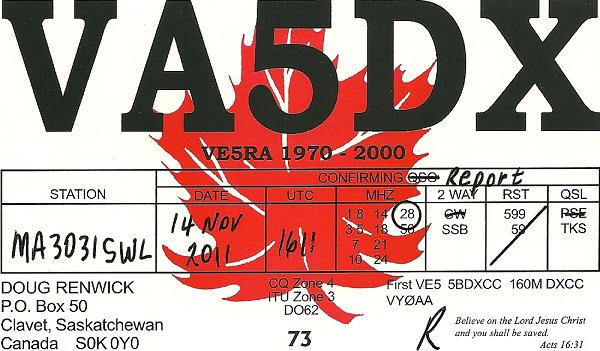 VA5DX
VE5RA 1970 - 2000
CONFIRMING QSO Report
STATION DATE UTC MHZ 2 WAY RST QSL
MA3031SWL 14 NOV 2011 1611
1.8 14 28 CW 599 PSE
3.5 18 50 SSB 59 TKS
7 21
10 24
DOUG RENWICK
P.O. Box 50
Clavet, Saskatchewan
Canada S0K 0Y0
CQ Zone 4
ITU Zone 3
DO62
73
First VE5 5BDXCC 160M DXCC
VYØAA
R
Believe on the Lord Jesus Christ
and you shall be saved.
Acts 16:31